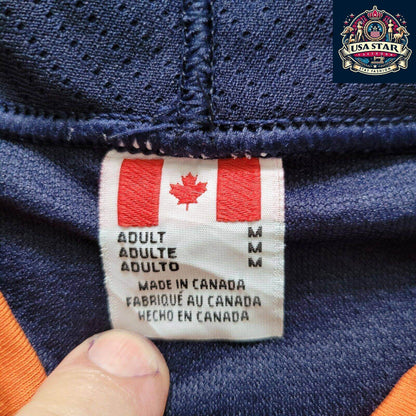 USA STAR
ADULT M
ADULTE M
ADULTO M
MADE IN CANADA
FABRIQUÉ AU CANADA
HECHO EN CANADA